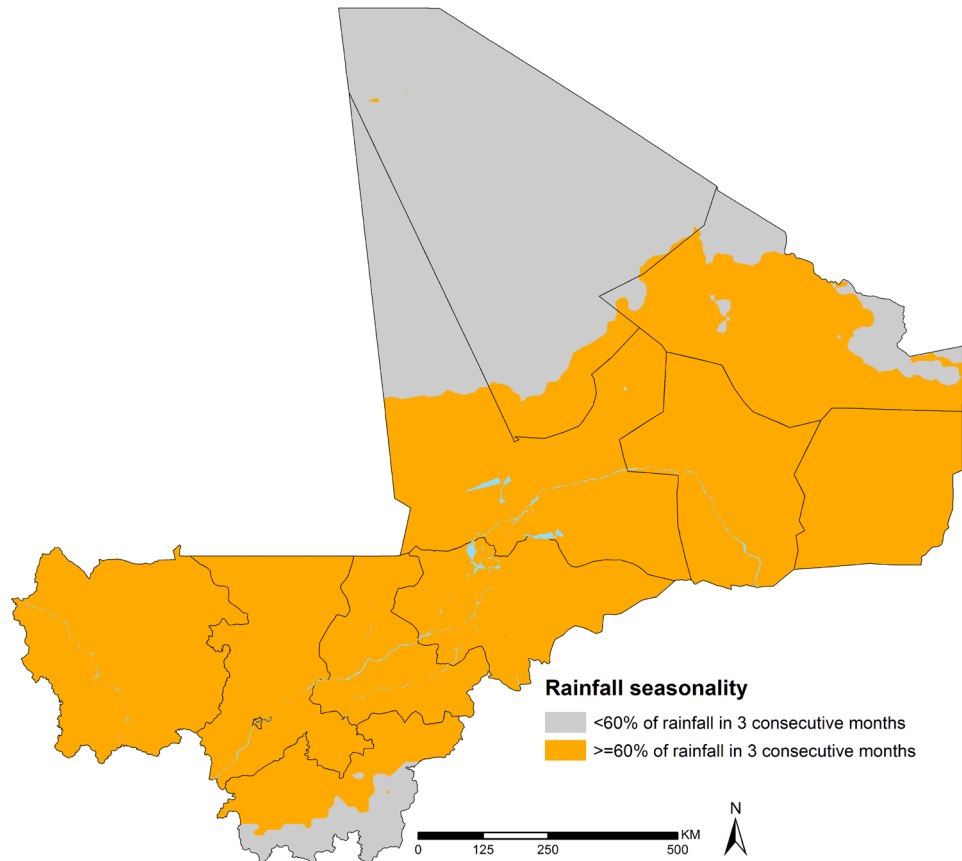 Rainfall seasonality
<60% of rainfall in 3 consecutive months
>=60% of rainfall in 3 consecutive months
N
KM
0 125 250 500